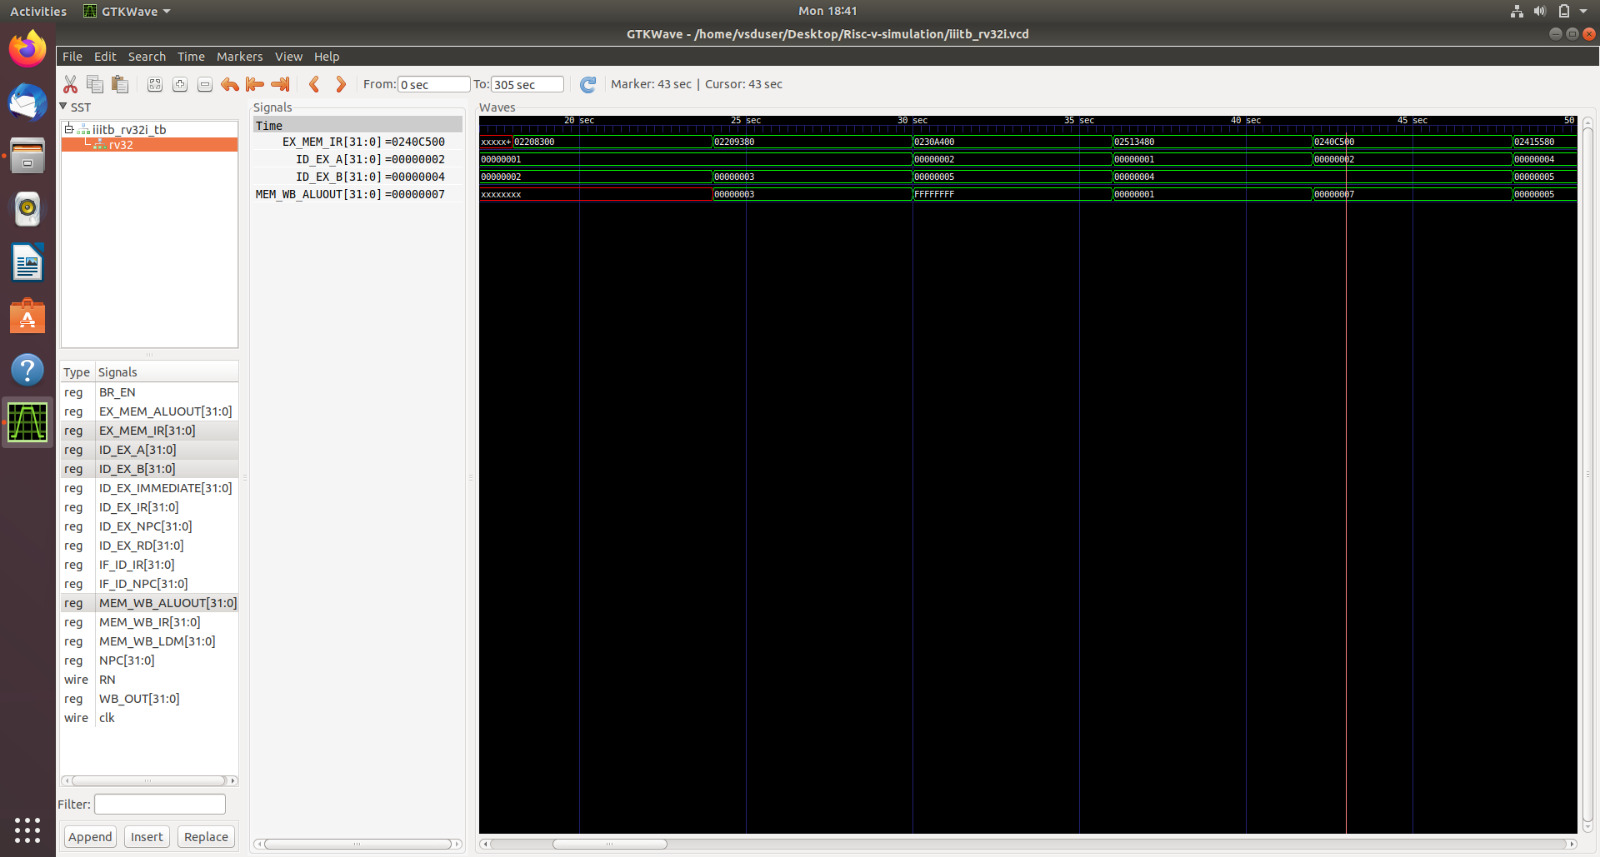 Activities GTKWave Mon 18:41
GTKWave - /home/vsduser/Desktop/Risc-v-simulation/iiitb_rv32i.vcd
File Edit Search Time Markers View Help
From: 0 sec To: 305 sec Marker: 43 sec | Cursor: 43 sec
SST
iiitb_rv32i_tb
rv32
Type Signals
reg BR_EN
reg EX_MEM_ALUOUT[31:0]
reg EX_MEM_IR[31:0]
reg ID_EX_A[31:0]
reg ID_EX_B[31:0]
reg ID_EX_IMMEDIATE[31:0]
reg ID_EX_IR[31:0]
reg ID_EX_NPC[31:0]
reg ID_EX_RD[31:0]
reg IF_ID_IR[31:0]
reg IF_ID_NPC[31:0]
reg MEM_WB_ALUOUT[31:0]
reg MEM_WB_IR[31:0]
reg MEM_WB_LDM[31:0]
reg NPC[31:0]
wire RN
reg WB_OUT[31:0]
wire clk
Filter:
Append Insert Replace
Signals
Time
EX_MEM_IR[31:0] =0240C500
ID_EX_A[31:0] =00000002
ID_EX_B[31:0] =00000004
MEM_WB_ALUOUT[31:0] =00000007
Waves
20 sec 25 sec 30 sec 35 sec 40 sec 45 sec 50
xxxxx+ 02208300 02209380 0230A400 02513480 0240C500 02415580
00000001 00000002 00000001 00000002 00000004
00000002 00000003 00000005 00000004 00000005
xxxxxxxx 00000003 FFFFFFFF 00000001 00000007 00000005